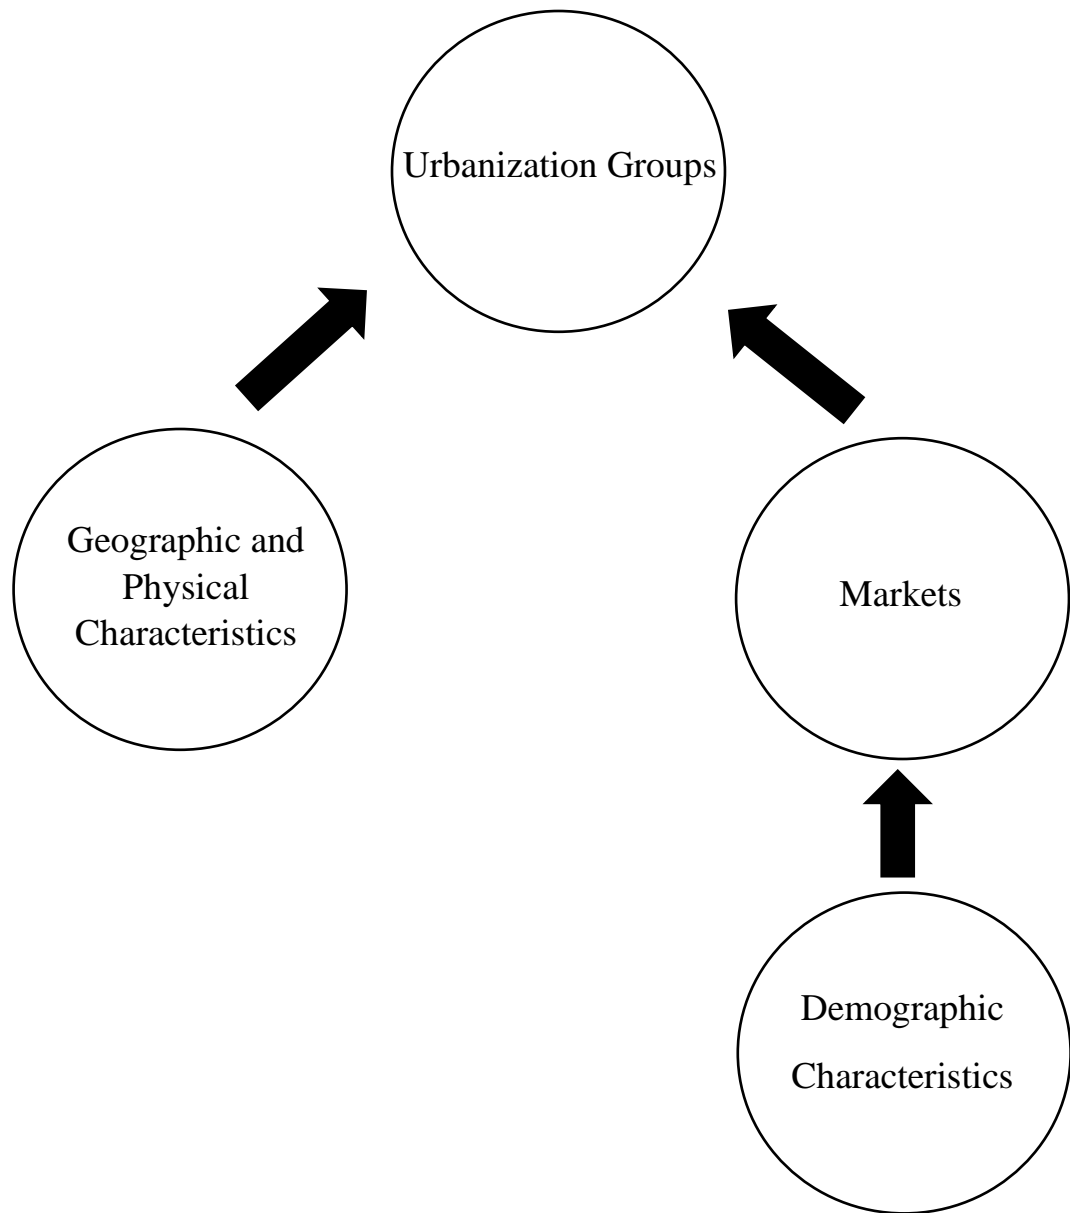 Urbanization Groups
Geographic and
Physical
Characteristics
Markets
Demographic
Characteristics